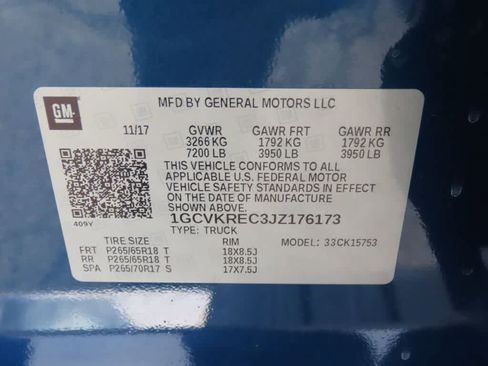 GM
MFD BY GENERAL MOTORS LLC
11/17 GVWR GAWR FRT GAWR RR
3266 KG 1792 KG 1792 KG
7200 LB 3950 LB 3950 LB
THIS VEHICLE CONFORMS TO ALL
APPLICABLE U.S. FEDERAL MOTOR
VEHICLE SAFETY STANDARDS IN EFFECT
ON THE DATE OF MANUFACTURE
SHOWN ABOVE.
409Y 1GCVKREC3JZ176173
TYPE: TRUCK
TIRE SIZE RIM MODEL: 33CK15753
FRT P265/65R18 T 18X8.5J
RR P265/65R18 T 18X8.5J
SPA P265/70R17 S 17X7.5J